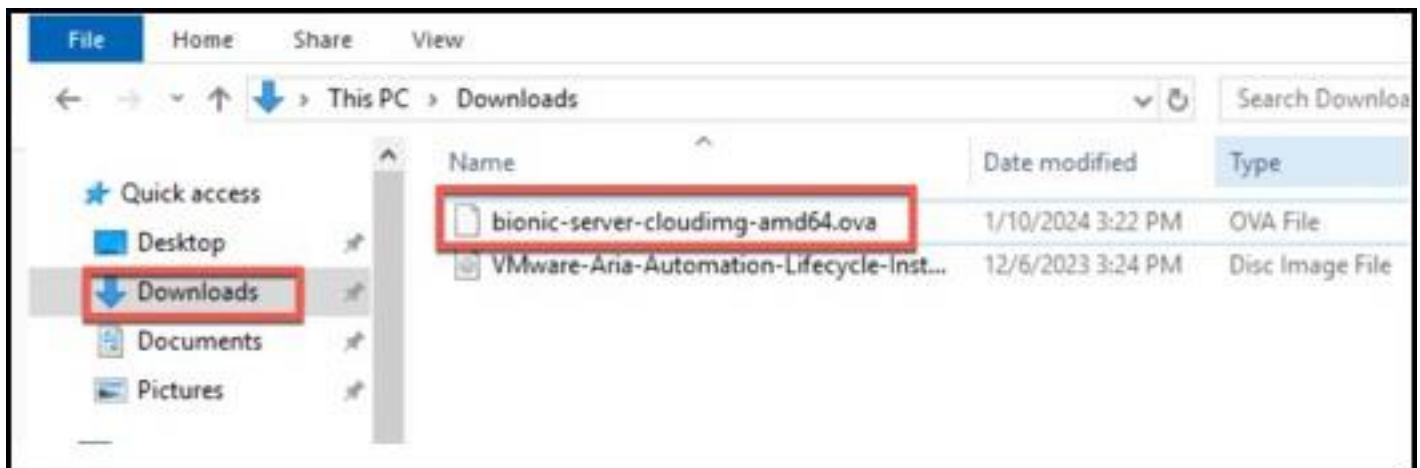 File Home Share View
This PC > Downloads Search Downloa
Name Date modified Type
Quick access
bionic-server-cloudimg-amd64.ova 1/10/2024 3:22 PM OVA File
Desktop
VMware-Aria-Automation-Lifecycle-Inst... 12/6/2023 3:24 PM Disc Image File
Downloads
Documents
Pictures